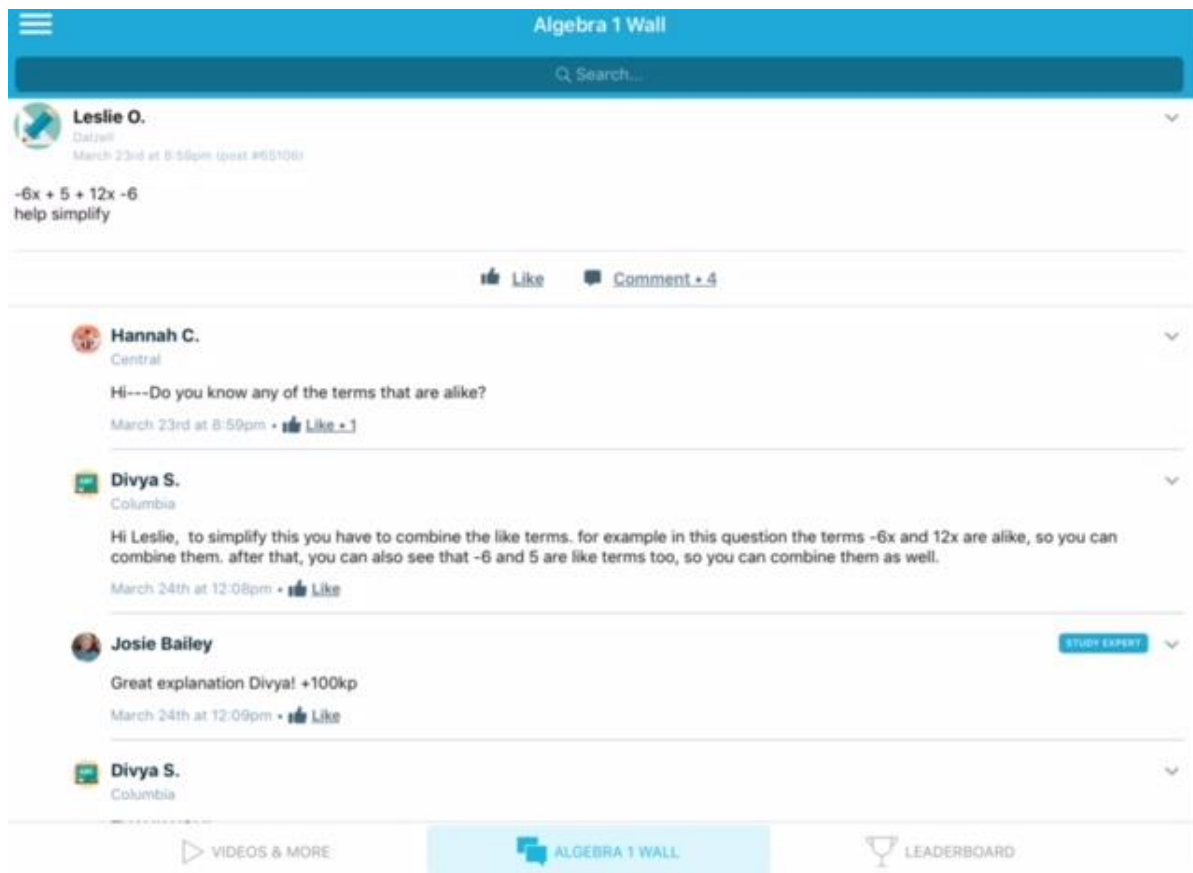 Algebra 1 Wall
Search...
Leslie O.
Dalzell
March 23rd at 8:59pm (post #65106)
-6x + 5 + 12x -6
help simplify
Like Comment • 4
Hannah C.
Central
Hi---Do you know any of the terms that are alike?
March 23rd at 8:59pm • Like • 1
Divya S.
Columbia
Hi Leslie, to simplify this you have to combine the like terms. for example in this question the terms -6x and 12x are alike, so you can
combine them. after that, you can also see that -6 and 5 are like terms too, so you can combine them as well.
March 24th at 12:08pm • Like
Josie Bailey
STUDY EXPERT
Great explanation Divya! +100kp
March 24th at 12:09pm • Like
Divya S.
Columbia
VIDEOS & MORE
ALGEBRA 1 WALL
LEADERBOARD